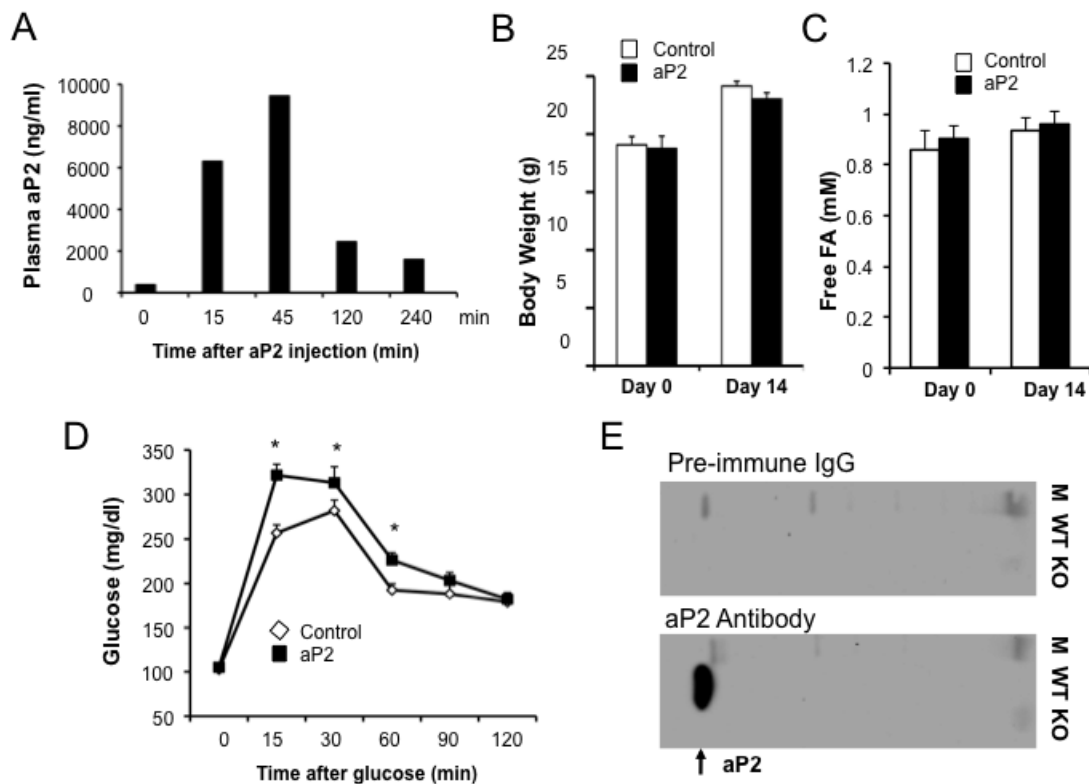 A
Plasma aP2 (ng/ml)
10000
8000
6000
4000
2000
0
0 15 45 120 240 min
Time after aP2 injection (min)
B
Control
aP2
Body Weight (g)
25
20
15
10
5
0
Day 0 Day 14
C
Control
aP2
Free FA (mM)
1.2
1
0.8
0.6
0.4
0.2
0
Day 0 Day 14
D
Glucose (mg/dl)
350
300
250
200
150
100
50
* * *
Control
aP2
0 15 30 60 90 120
Time after glucose (min)
E
Pre-immune IgG
M WT KO
aP2 Antibody
M WT KO
aP2